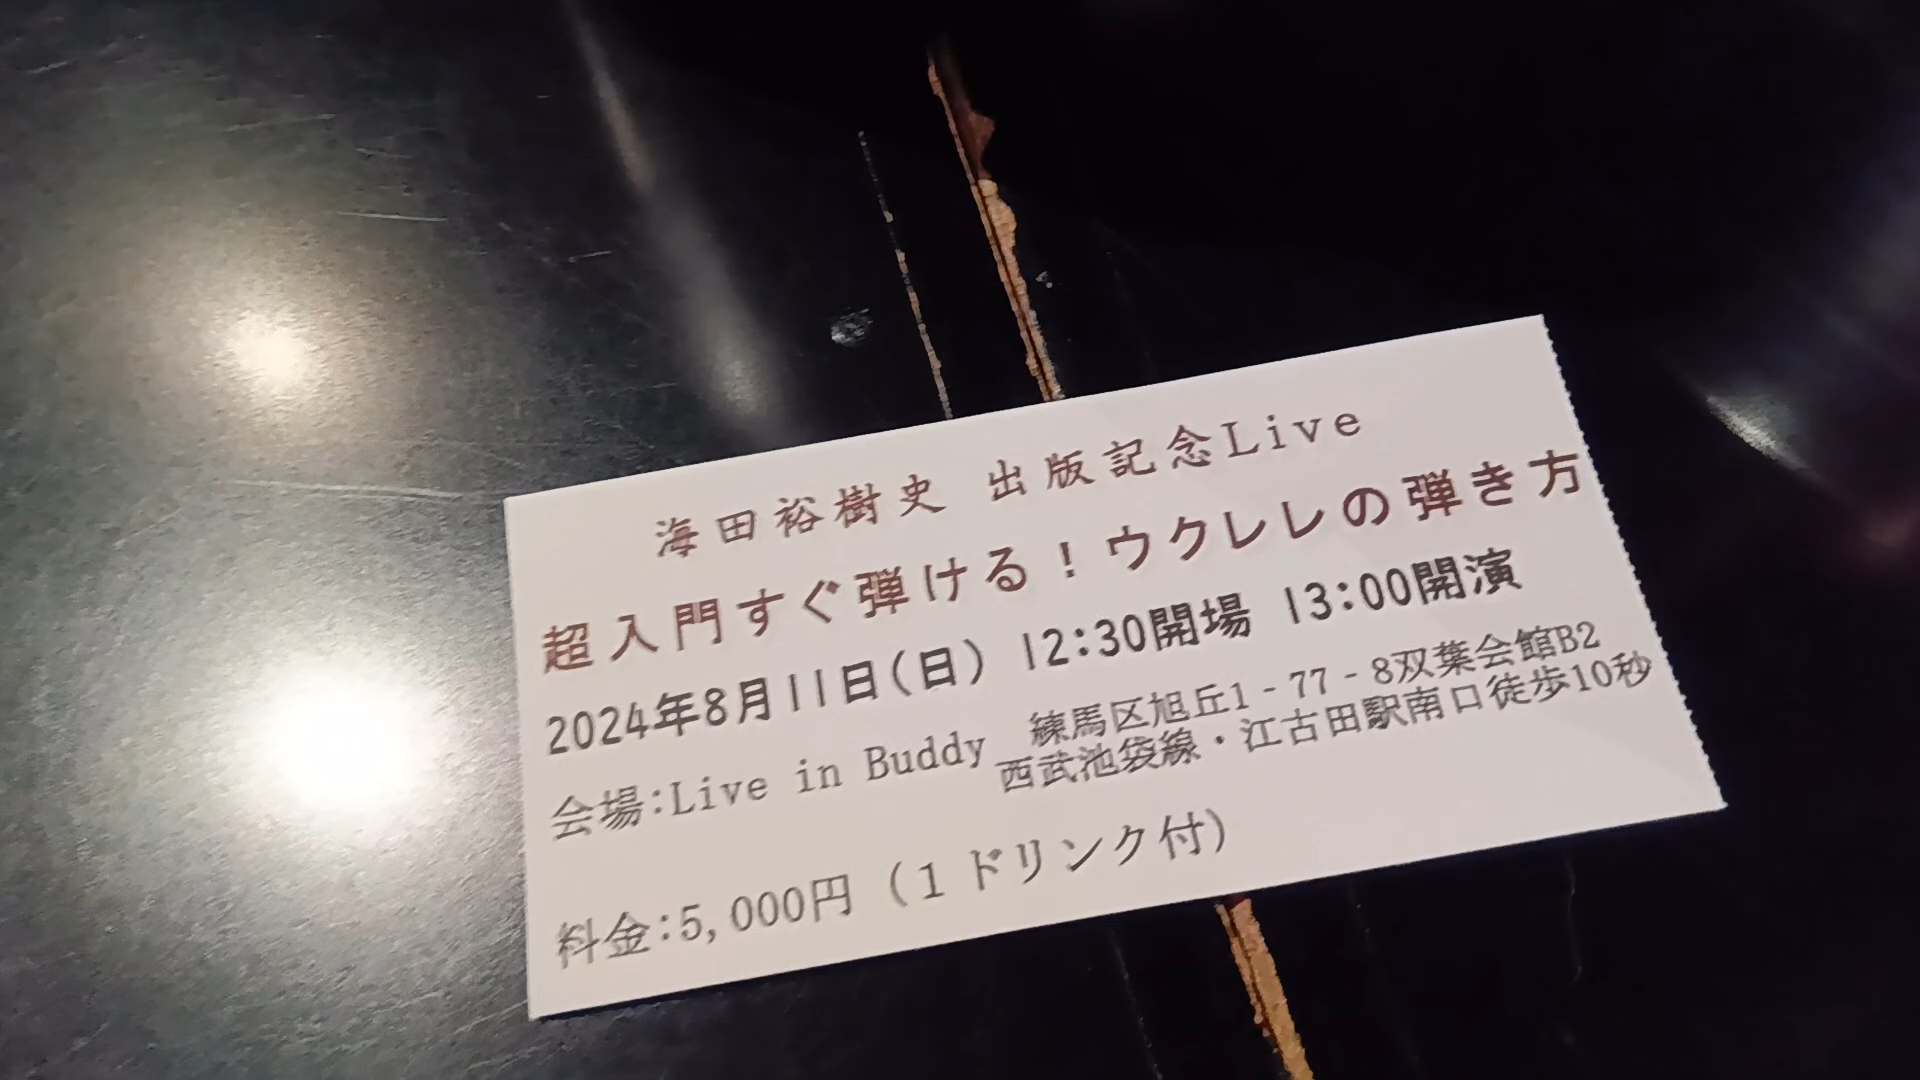 海田裕樹史 出版記念Live
超入門すぐ弾ける！ウクレレの弾き方
2024年8月11日(日) 12:30開場 13:00開演
会場:Live in Buddy 練馬区旭丘1-77-8双葉会館B2
西武池袋線・江古田駅南口徒歩10秒
料金:5,000円（1ドリンク付）